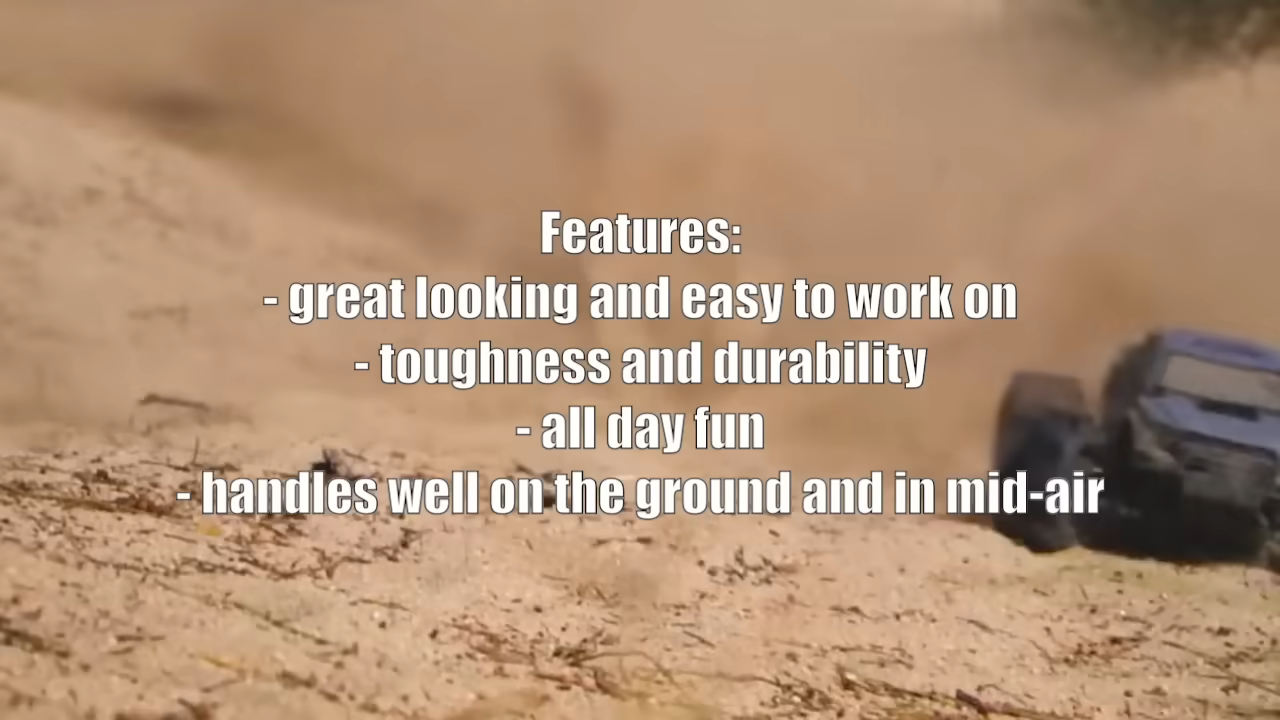 Features:
- great looking and easy to work on
- toughness and durability
- all day fun
- handles well on the ground and in mid-air